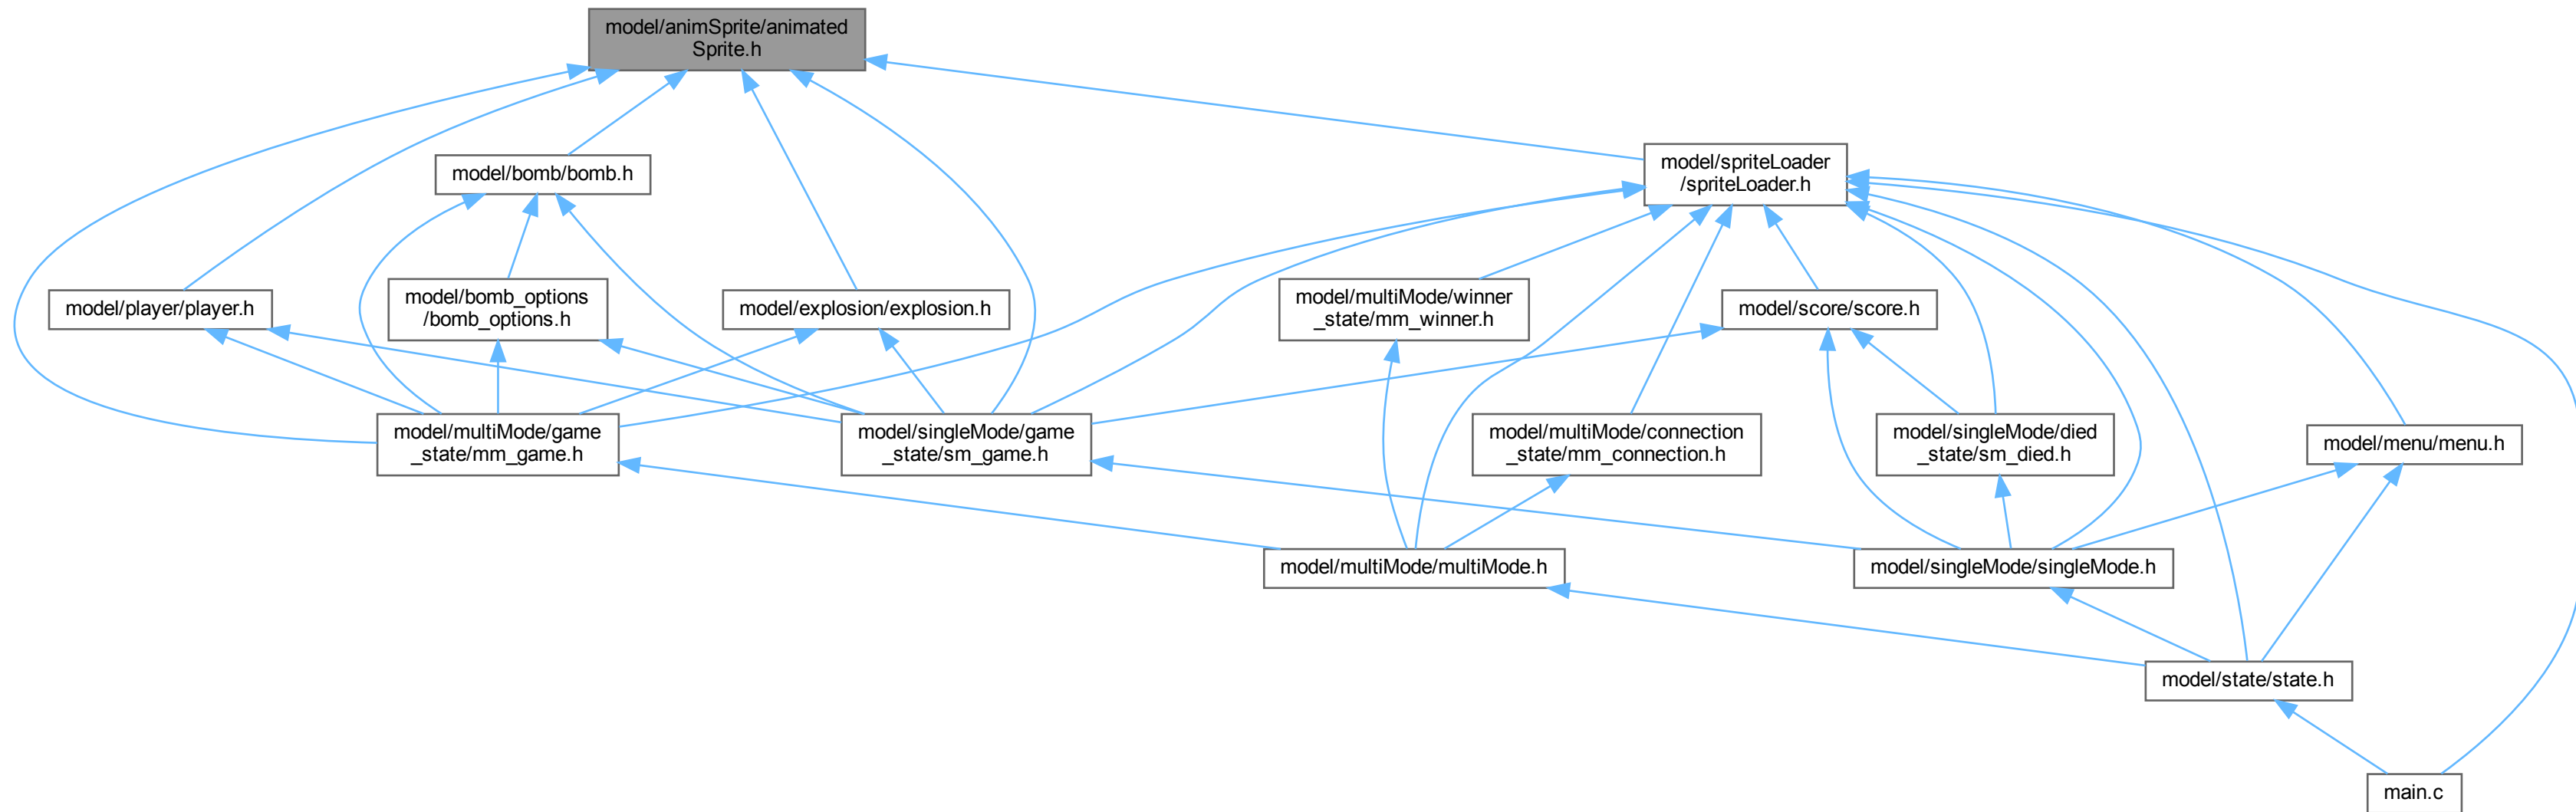 model/animSprite/animated
Sprite.h
model/bomb/bomb.h
model/spriteLoader
/spriteLoader.h
model/player/player.h
model/bomb_options
/bomb_options.h
model/explosion/explosion.h
model/multiMode/winner
_state/mm_winner.h
model/score/score.h
model/multiMode/game
_state/mm_game.h
model/singleMode/game
_state/sm_game.h
model/multiMode/connection
_state/mm_connection.h
model/singleMode/died
_state/sm_died.h
model/menu/menu.h
model/multiMode/multiMode.h
model/singleMode/singleMode.h
model/state/state.h
main.c